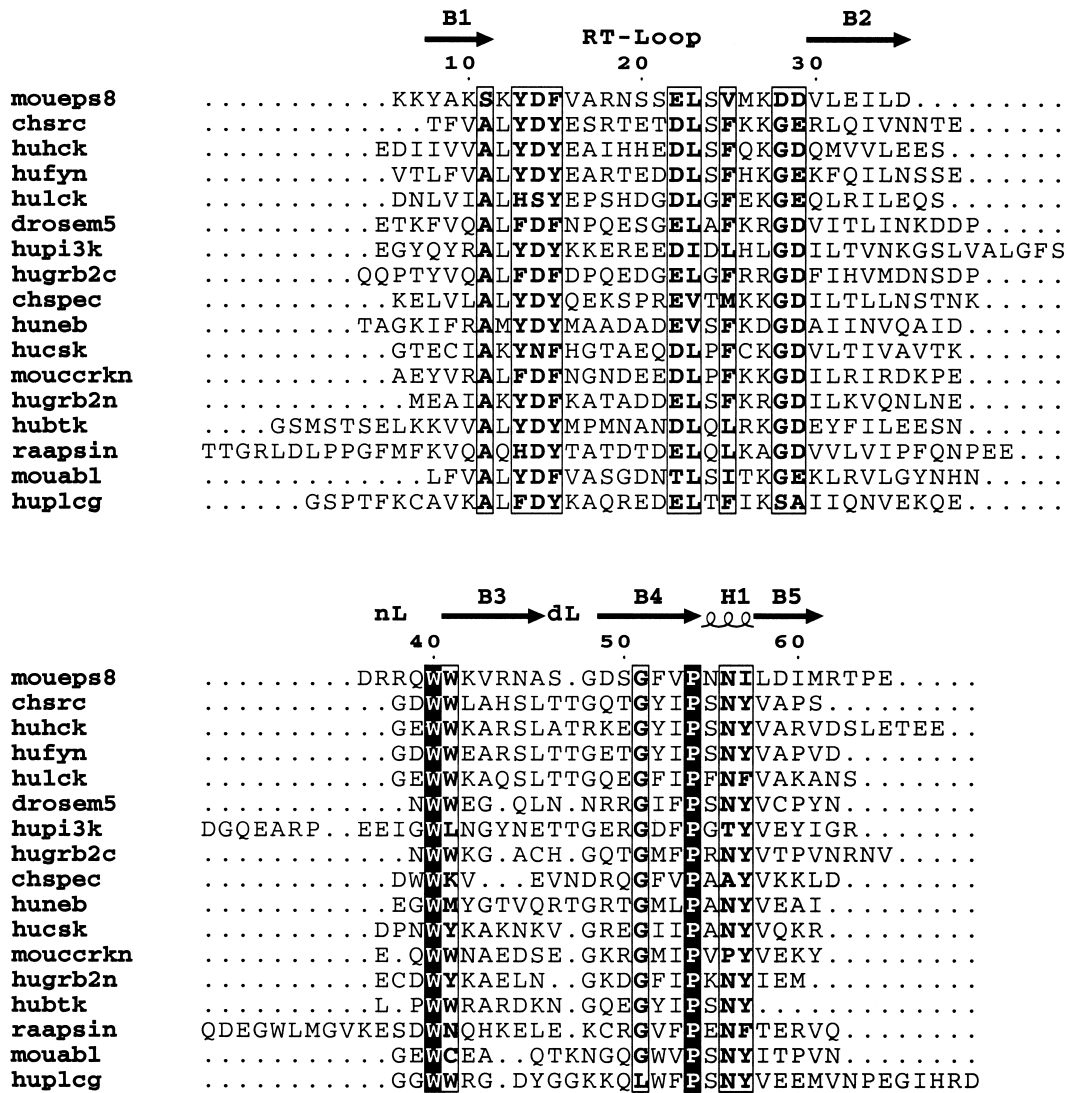 B1 RT-Loop B2
10 20 30
moueps8 ...........KKYAKSKYDFVARNSSELSVMKDDVLEILD.........
chsrc .............TFVALYDYESRTETDLSFKKGERLQIVNNTE......
huhck ..........EDIIVVALYDYEAIHHEDLSFQKGDQMVVLEES.......
hufyn ...........VTLFVALYDYEARTEDDLSFHKGEKFQILNSSE......
hulck ...........DNLVIALHSYEPSHDGDLGFEKGEQLRILEQS.......
drosem5 ..........ETKFVQALFDFNPQESGELAFKRGDVITLINKDDP.....
hupi3k ..........EGYQYRALYDYKKEREEDIDLHLGDILTVNKGSLVALGFS
hugrb2c .........QQPTYVQALFDFDPQEDGELGFRRGDFIHVMDNSDP.....
chspec ...........KELVLALYDYQEKSPREVTMKKGDILTLLNSTNK.....
huneb .........TAGKIFRAMYDYMAADADEVSFKDGDAIINVQAID......
hucsk ...........GTECIAKYNFHGTAEQDLPFCKGDVLTIVAVTK......
mouccrkn ...........AEYVRALFDFNGNDEEDLPFKKGDILRIRDKPE......
hugrb2n ............MEAIAKYDFKATADDELSFKRGDILKVQNLNE......
hubtk ....GSMSTSELKKVVALYDYMPMNANDLQLRKGDEYFILEESN......
raapsin TTGRLDLPPGFMFKVQAQHDYTATDTDELQLKAGDVVLVIPFQNPEE...
mouabl .............LFVALYDFVASGDNTLSITKGEKLRVLGYNHN.....
huplcg ......GSPTFKCAVKALFDYKAQREDELTFIKSAIIQNVEKQE......
nL B3 dL B4 H1 B5
40 50 60
moueps8 .........DRRQWWKVRNAS.GDSGFVPNNILDIMRTPE.....
chsrc ...........GDWWLAHSLTTGQTGYIPSNYVAPS.........
huhck ...........GEWWKARSLATRKEGYIPSNYVARVDSLETEE..
hufyn ...........GDWWEARSLTTGETGYIPSNYVAPVD........
hulck ...........GEWWKAQSLTTGQEGFIPFNFVAKANS.......
drosem5 ............NWWEG.QLN.NRRGIFPSNYVCPYN........
hupi3k DGQEARP..EEIGWLNGYNETTGERGDFPGTYVEYIGR.......
hugrb2c ............NWWKG.ACH.GQTGMFPRNYVTPVNRNV.....
chspec ...........DWWKV...EVNDRQGFVPAAYVKKLD........
huneb ...........EGWMYGTVQRTGRTGMLPANYVEAI.........
hucsk ..........DPNWYKAKNKV.GREGIIPANYVQKR.........
mouccrkn ..........E.QWWNAEDSE.GKRGMIPVPYVEKY.........
hugrb2n ..........ECDWYKAELN..GKDGFIPKNYIEM..........
hubtk ..........L.PWWRARDKN.GQEGYIPSNY.............
raapsin QDEGWLMGVKESDWNQHKELE.KCRGVFPENFTERVQ........
mouabl ...........GEWCEA..QTKNGQGWVPSNYITPVN........
huplcg ...........GGWWRG.DYGGKKQLWFPSNYVEEMVNPEGIHRD